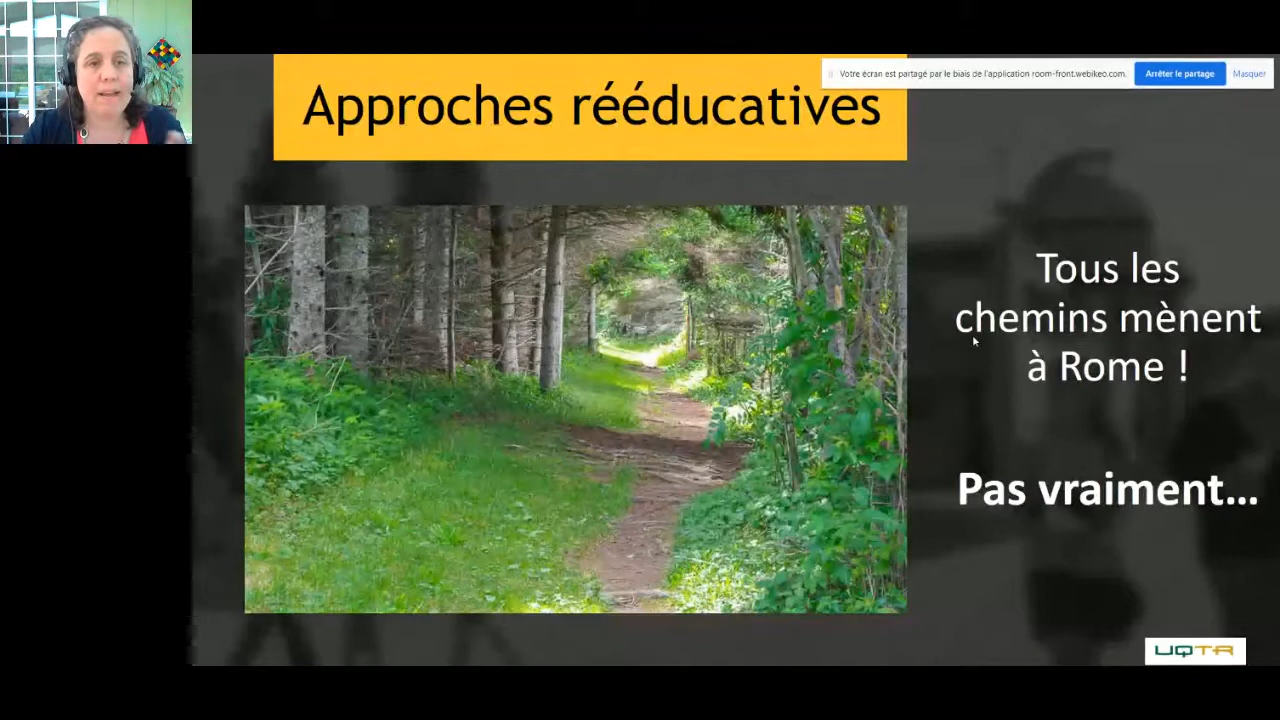 Approches rééducatives
Votre écran est partagé par le biais de l'application room-front.webikeo.com.
Arrêter le partage
Masquer
Tous les
chemins mènent
à Rome !
Pas vraiment...
UQTR